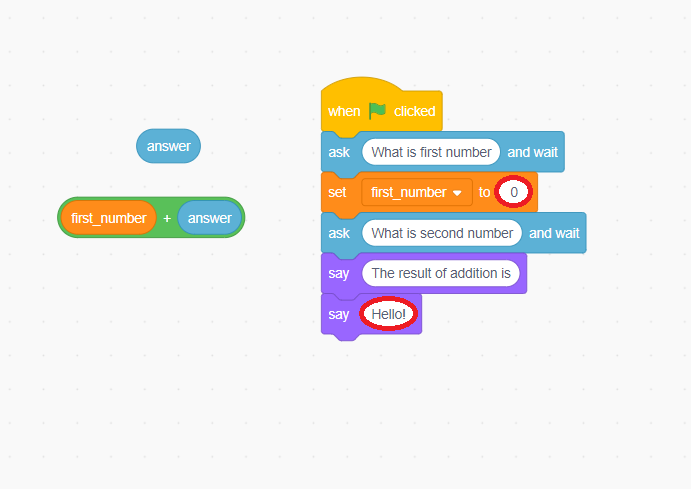 when clicked
answer
ask What is first number and wait
set first_number to 0
first_number + answer
ask What is second number and wait
say The result of addition is
say Hello!